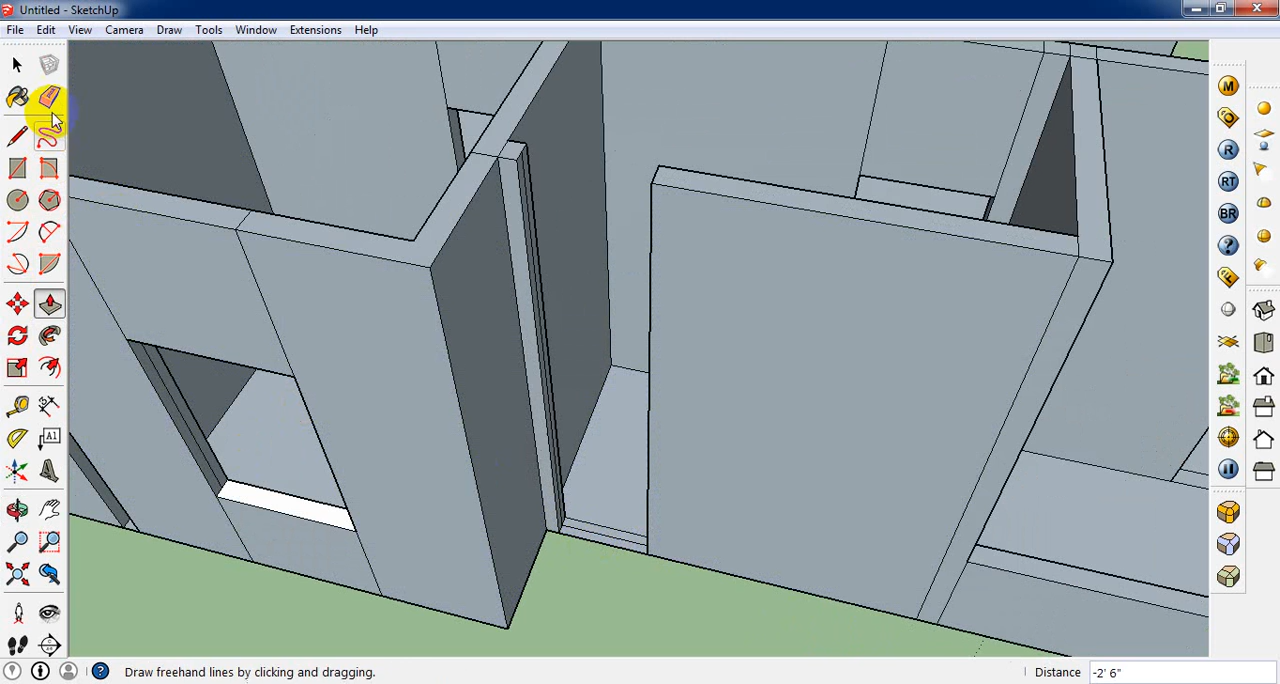 Untitled - SketchUp
File Edit View Camera Draw Tools Window Extensions Help
M
R
RT
BR
?
F
A1
A
? Draw freehand lines by clicking and dragging. Distance -2' 6"